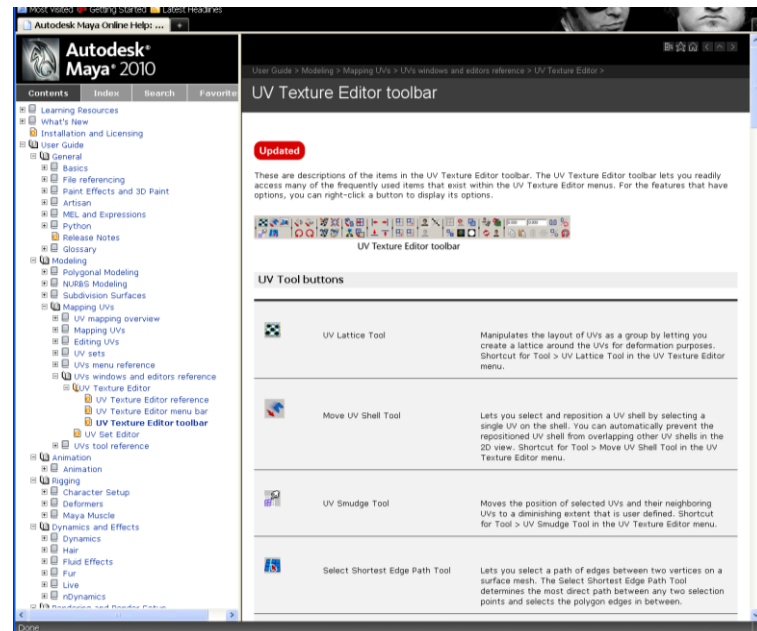 Most Visited Getting Started Latest Headlines
Autodesk Maya Online Help: ...
Autodesk®
Maya® 2010
Contents Index Search Favorite
Learning Resources
What's New
Installation and Licensing
User Guide
General
Basics
File referencing
Paint Effects and 3D Paint
Artisan
MEL and Expressions
Python
Release Notes
Glossary
Modeling
Polygonal Modeling
NURBS Modeling
Subdivision Surfaces
Mapping UVs
UV mapping overview
Mapping UVs
Editing UVs
UV sets
UVs menu reference
UVs windows and editors reference
UV Texture Editor
UV Texture Editor reference
UV Texture Editor menu bar
UV Texture Editor toolbar
UV Set Editor
UVs tool reference
Animation
Animation
Rigging
Character Setup
Deformers
Maya Muscle
Dynamics and Effects
Dynamics
Hair
Fluid Effects
Fur
Live
nDynamics
Rendering and Render Setup
Done
User Guide > Modeling > Mapping UVs > UVs windows and editors reference > UV Texture Editor >
UV Texture Editor toolbar
Updated
These are descriptions of the items in the UV Texture Editor toolbar. The UV Texture Editor toolbar lets you readily
access many of the frequently used items that exist within the UV Texture Editor menus. For the features that have
options, you can right-click a button to display its options.
UV Texture Editor toolbar
UV Tool buttons
UV Lattice Tool
Manipulates the layout of UVs as a group by letting you
create a lattice around the UVs for deformation purposes.
Shortcut for Tool > UV Lattice Tool in the UV Texture Editor
menu.
Move UV Shell Tool
Lets you select and reposition a UV shell by selecting a
single UV on the shell. You can automatically prevent the
repositioned UV shell from overlapping other UV shells in the
2D view. Shortcut for Tool > Move UV Shell Tool in the UV
Texture Editor menu.
UV Smudge Tool
Moves the position of selected UVs and their neighboring
UVs to a diminishing extent that is user defined. Shortcut
for Tool > UV Smudge Tool in the UV Texture Editor menu.
Select Shortest Edge Path Tool
Lets you select a path of edges between two vertices on a
surface mesh. The Select Shortest Edge Path Tool
determines the most direct path between any two selection
points and selects the polygon edges in between.